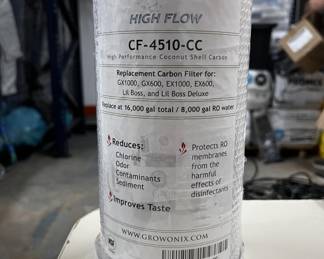 HIGH FLOW
CF-4510-CC
High Performance Coconut Shell Carbon
Replacement Carbon Filter for:
GX1000, GX600, EX1000, EX600,
Lil Boss, and Lil Boss Deluxe
Replace at 16,000 gal total / 8,000 gal RO water
Reduces:
Chlorine
Odor
Contaminants
Sediment
Improves Taste
Protects RO
membranes
from the
harmful
effects of
disinfectants
WWW.GROWONIX.COM